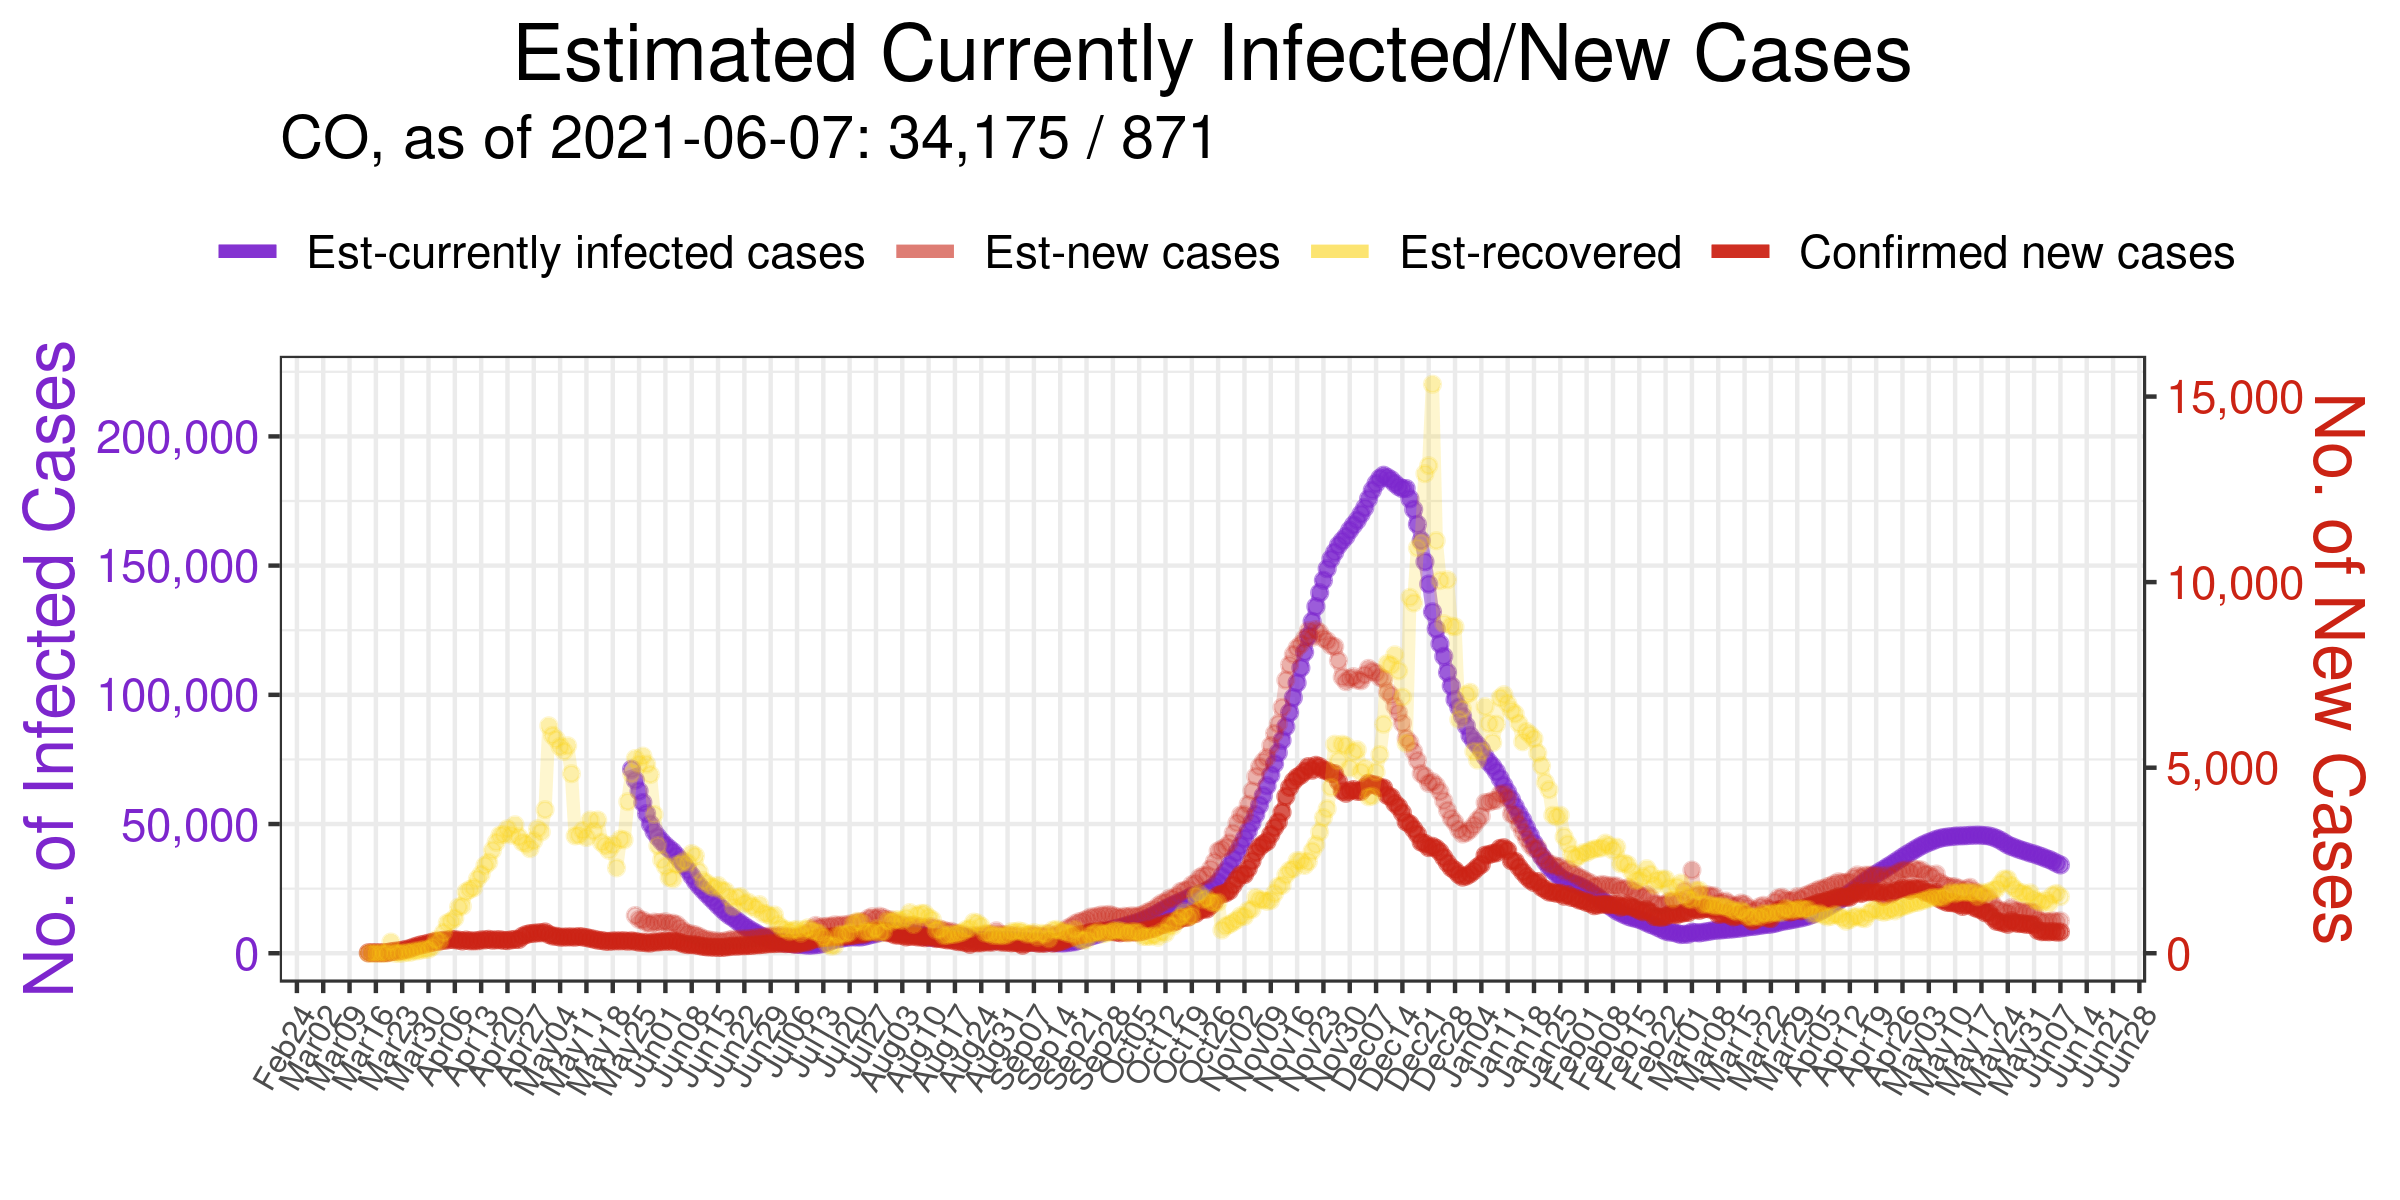 Estimated Currently Infected/New Cases
CO, as of 2021-06-07: 34,175 / 871
Est-currently infected cases Est-new cases Est-recovered Confirmed new cases
No. of Infected Cases
200,000
150,000
100,000
50,000
0
15,000
10,000
5,000
0
No. of New Cases
Feb24
Mar02
Mar09
Mar16
Mar23
Mar30
Apr06
Apr13
Apr20
Apr27
May04
May11
May18
May25
Jun01
Jun08
Jun15
Jun22
Jun29
Jul06
Jul13
Jul20
Jul27
Aug03
Aug10
Aug17
Aug24
Aug31
Sep07
Sep14
Sep21
Sep28
Oct05
Oct12
Oct19
Oct26
Nov02
Nov09
Nov16
Nov23
Nov30
Dec07
Dec14
Dec21
Dec28
Jan04
Jan11
Jan18
Jan25
Feb01
Feb08
Feb15
Feb22
Mar01
Mar08
Mar15
Mar22
Mar29
Apr05
Apr12
Apr19
Apr26
May03
May10
May17
May24
May31
Jun07
Jun14
Jun21
Jun28